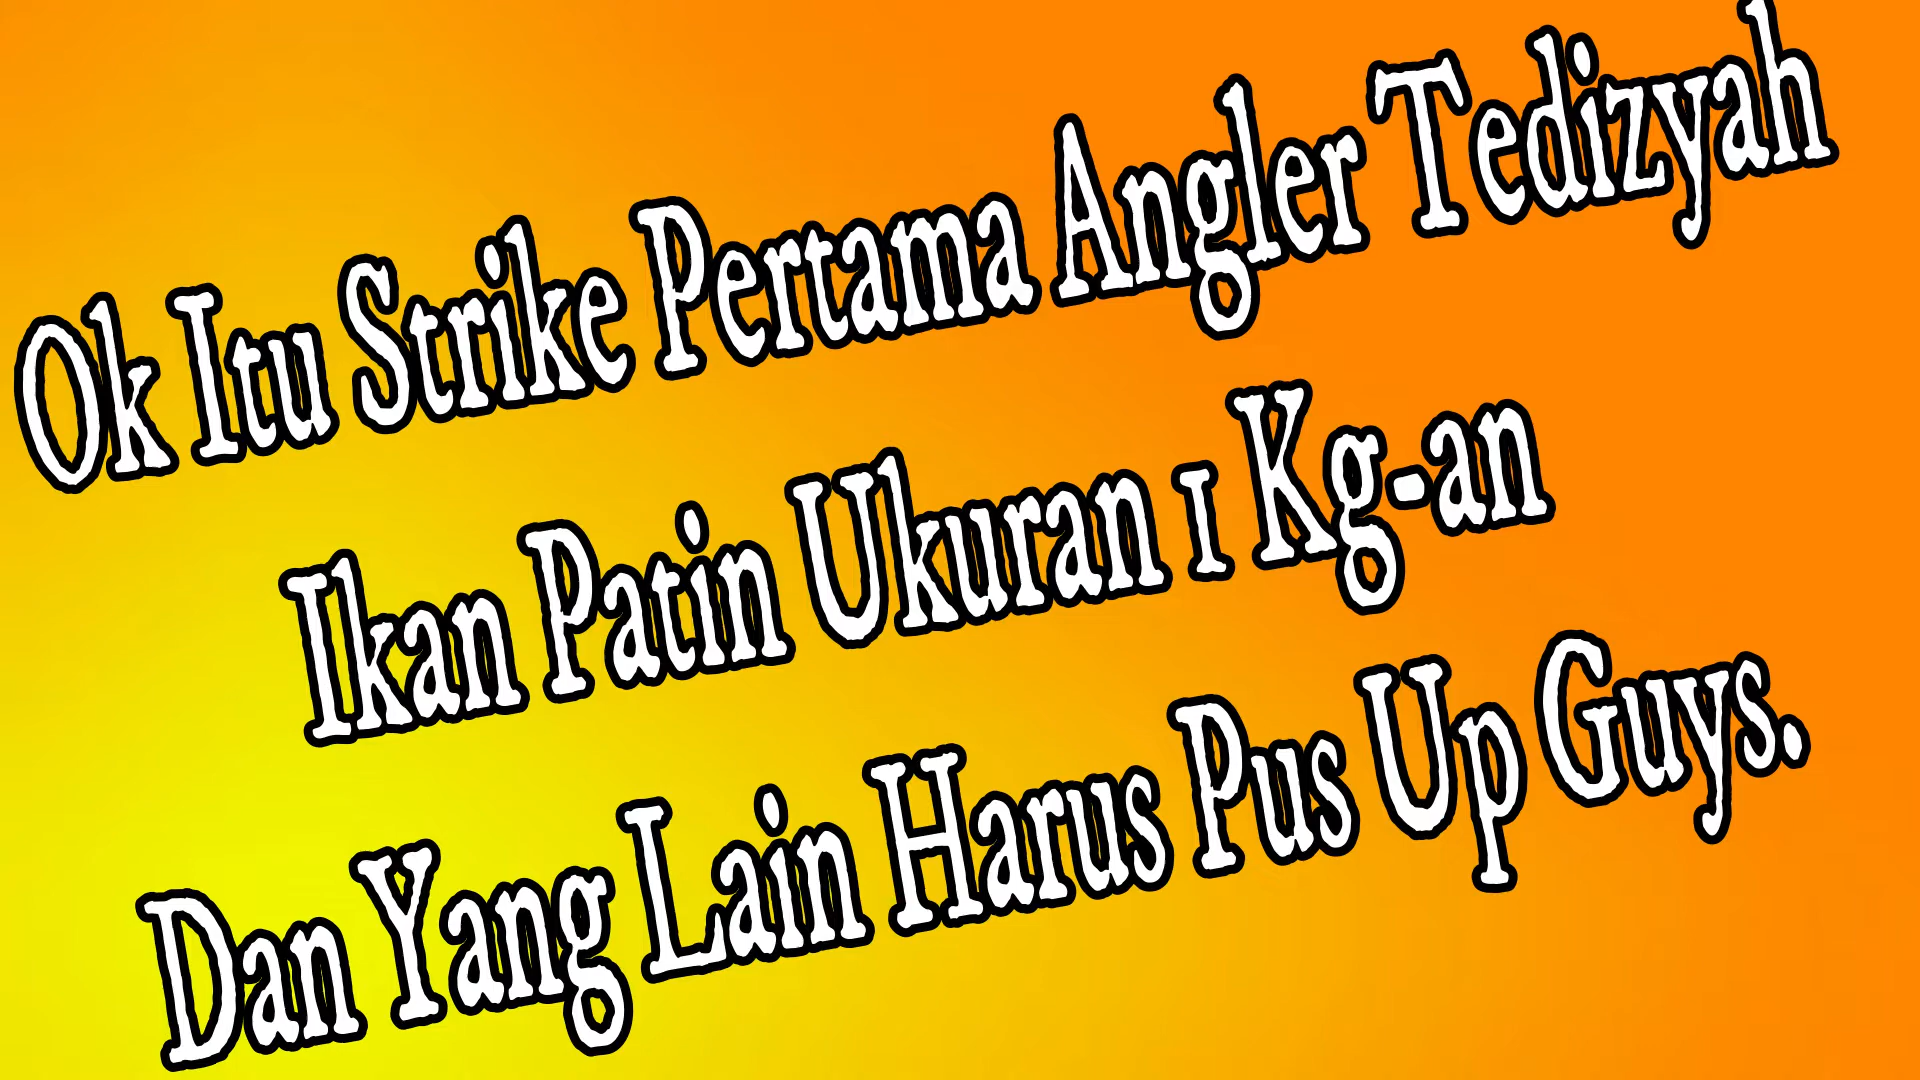 Ok Itu Strike Pertama Angler Tedizyah
Ikan Patin Ukuran 1 Kg-an
Dan Yang Lain Harus Pus Up Guys.